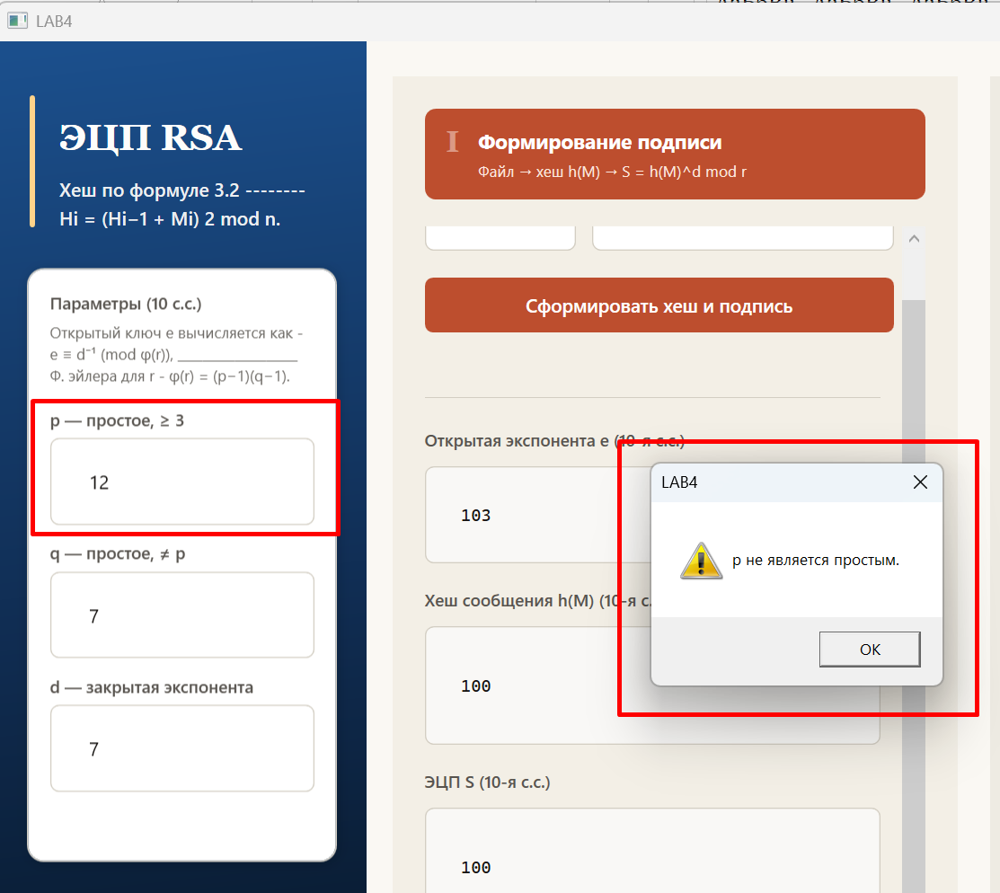 LAB4
ЭЦП RSA
Хеш по формуле 3.2 --------
Hi = (Hi−1 + Mi) 2 mod n.
Параметры (10 с.с.)
Открытый ключ e вычисляется как -
e ≡ d⁻¹ (mod φ(r)), _______________
Ф. эйлера для r - φ(r) = (p−1)(q−1).
p — простое, ≥ 3
12
q — простое, ≠ p
7
d — закрытая экспонента
7
I Формирование подписи
Файл → хеш h(M) → S = h(M)^d mod r
Сформировать хеш и подпись
Открытая экспонента e (10-я с.с.)
103
Хеш сообщения h(M) (10-я с.
100
ЭЦП S (10-я с.с.)
100
LAB4
p не является простым.
OK